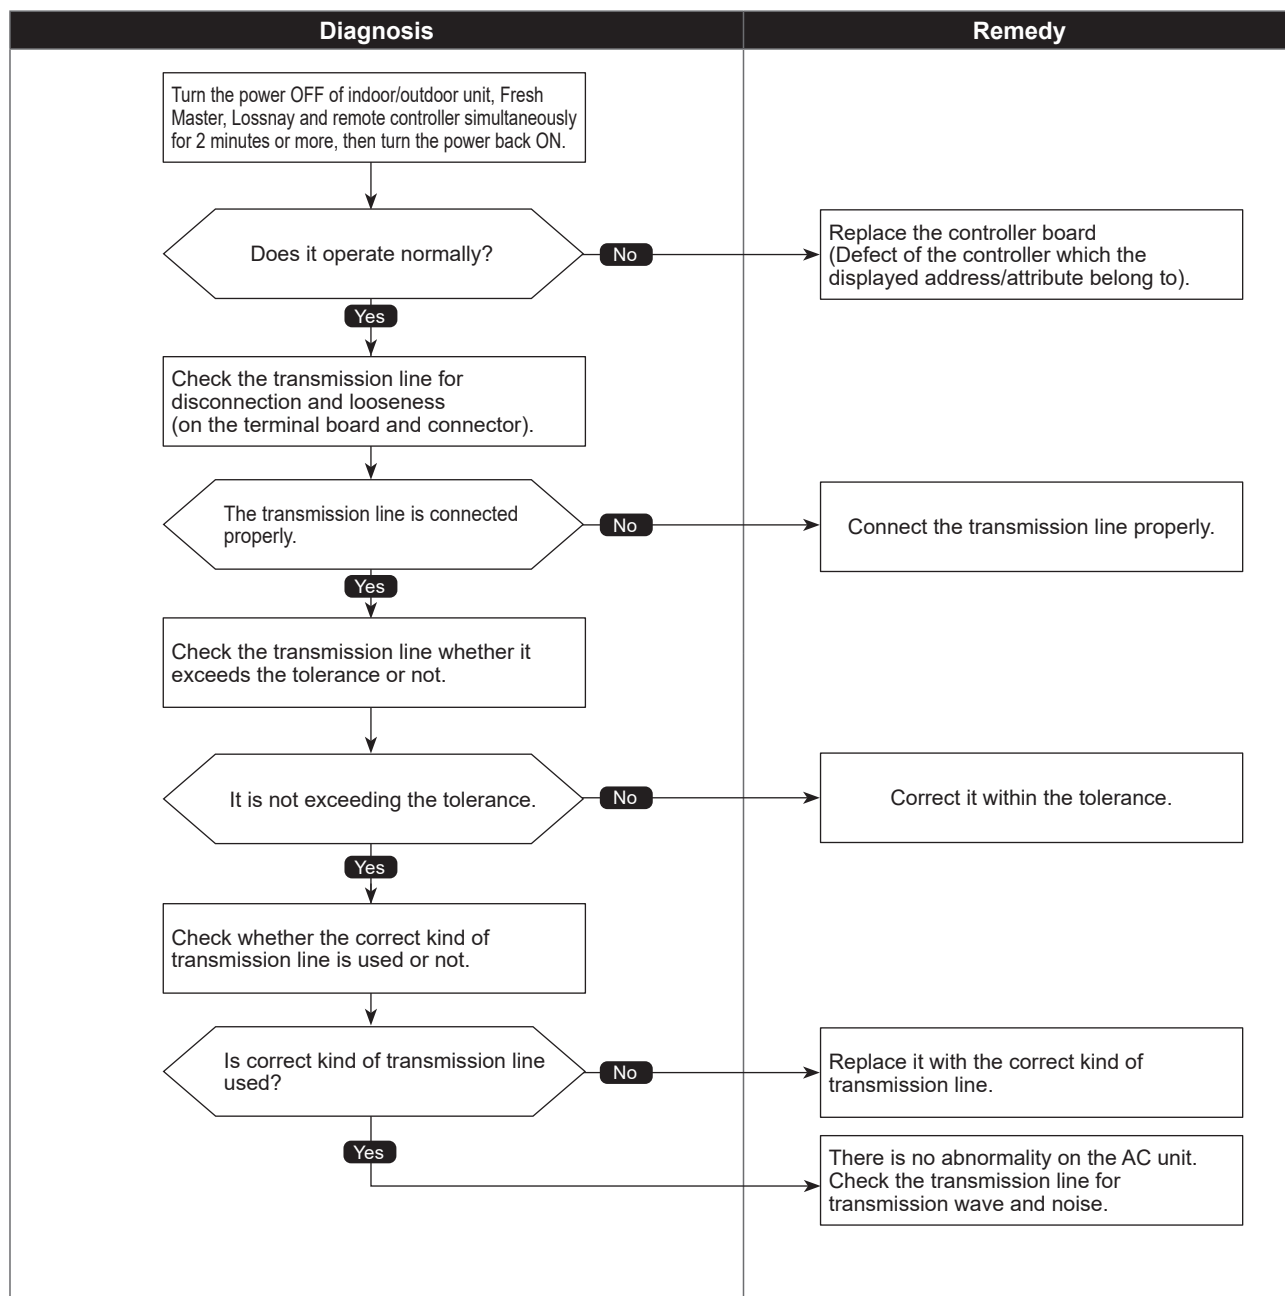 Diagnosis
Remedy
Turn the power OFF of indoor/outdoor unit, Fresh
Master, Lossnay and remote controller simultaneously
for 2 minutes or more, then turn the power back ON.
Does it operate normally?
No
Replace the controller board
(Defect of the controller which the
displayed address/attribute belong to).
Yes
Check the transmission line for
disconnection and looseness
(on the terminal board and connector).
The transmission line is connected
properly.
No
Connect the transmission line properly.
Yes
Check the transmission line whether it
exceeds the tolerance or not.
It is not exceeding the tolerance.
No
Correct it within the tolerance.
Yes
Check whether the correct kind of
transmission line is used or not.
Is correct kind of transmission line
used?
No
Replace it with the correct kind of
transmission line.
Yes
There is no abnormality on the AC unit.
Check the transmission line for
transmission wave and noise.